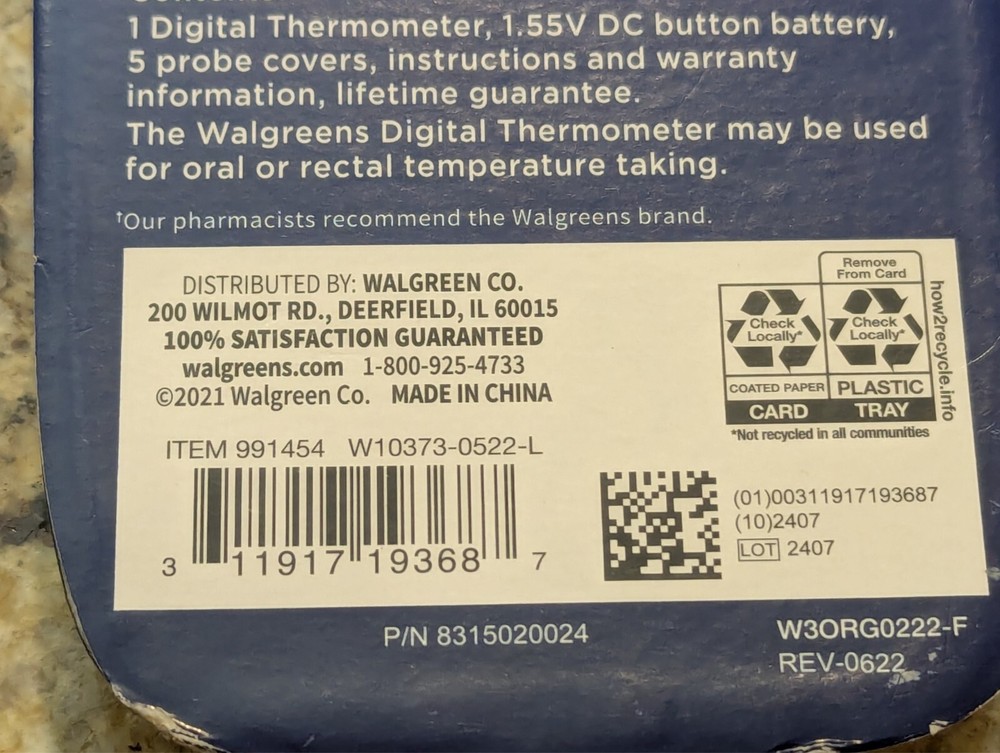 1 Digital Thermometer, 1.55V DC button battery,
5 probe covers, instructions and warranty
information, lifetime guarantee.
The Walgreens Digital Thermometer may be used
for oral or rectal temperature taking.
†Our pharmacists recommend the Walgreens brand.
DISTRIBUTED BY: WALGREEN CO.
200 WILMOT RD., DEERFIELD, IL 60015
100% SATISFACTION GUARANTEED
walgreens.com 1-800-925-4733
©2021 Walgreen Co. MADE IN CHINA
Remove
From Card
Check
Locally*
Check
Locally*
COATED PAPER
PLASTIC
CARD
TRAY
how2recycle.info
*Not recycled in all communities
ITEM 991454 W10373-0522-L
3 11917 19368 7
(01)00311917193687
(10)2407
LOT 2407
P/N 8315020024
W3ORG0222-F
REV-0622